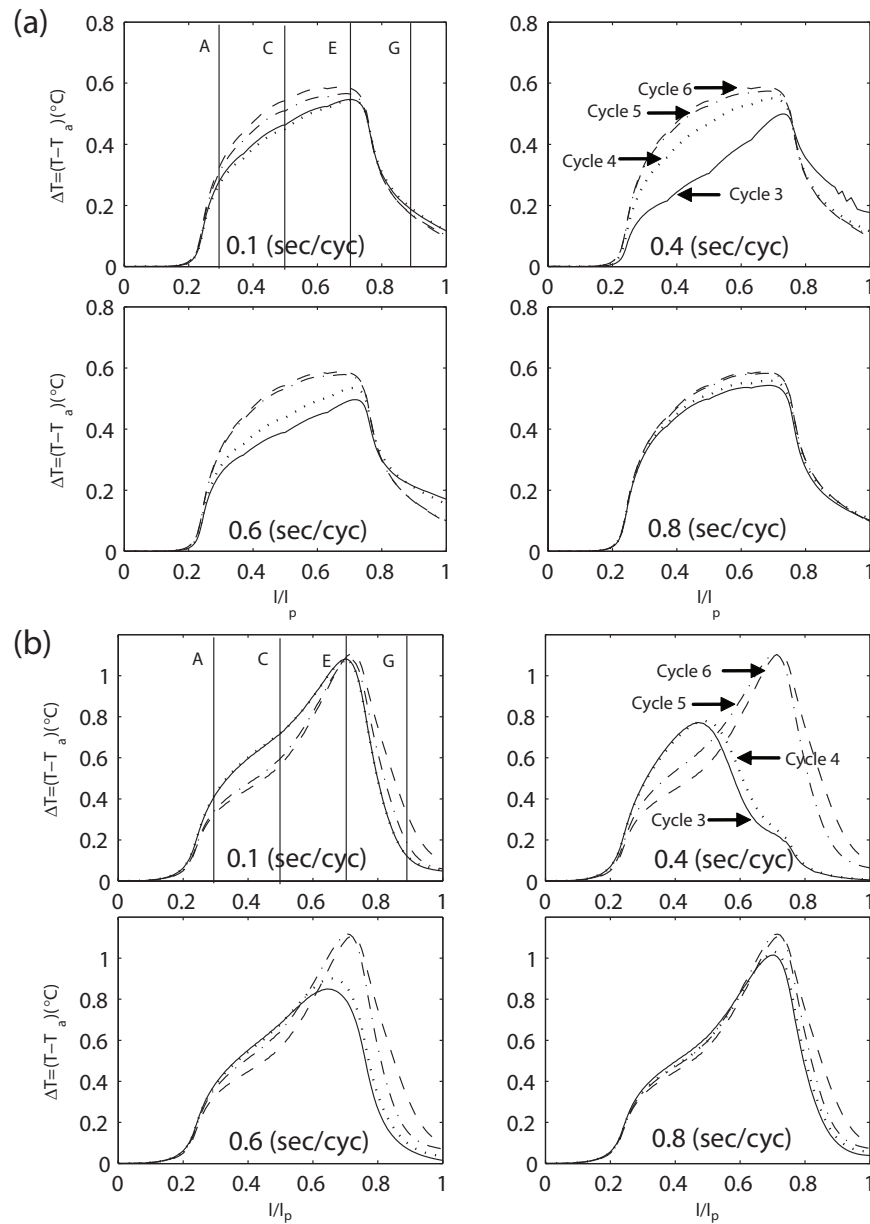 (a)
ΔT=(T−T_a)(°C)
0.8
0.6
0.4
0.2
0
A
C
E
G
0.1 (sec/cyc)
0
0.2
0.4
0.6
0.8
1
0.8
0.6
0.4
0.2
0
Cycle 6
Cycle 5
Cycle 4
Cycle 3
0.4 (sec/cyc)
0
0.2
0.4
0.6
0.8
1
ΔT=(T−T_a)(°C)
0.8
0.6
0.4
0.2
0
0.6 (sec/cyc)
0
0.2
0.4
0.6
0.8
1
I/I_p
0.8
0.6
0.4
0.2
0
0.8 (sec/cyc)
0
0.2
0.4
0.6
0.8
1
I/I_p
(b)
ΔT=(T−T_a)(°C)
1
0.8
0.6
0.4
0.2
0
A
C
E
G
0.1 (sec/cyc)
0
0.2
0.4
0.6
0.8
1
1
0.8
0.6
0.4
0.2
0
Cycle 6
Cycle 5
Cycle 4
Cycle 3
0.4 (sec/cyc)
0
0.2
0.4
0.6
0.8
1
ΔT=(T−T_a)(°C)
1
0.8
0.6
0.4
0.2
0
0.6 (sec/cyc)
0
0.2
0.4
0.6
0.8
1
I/I_p
1
0.8
0.6
0.4
0.2
0
0.8 (sec/cyc)
0
0.2
0.4
0.6
0.8
1
I/I_p